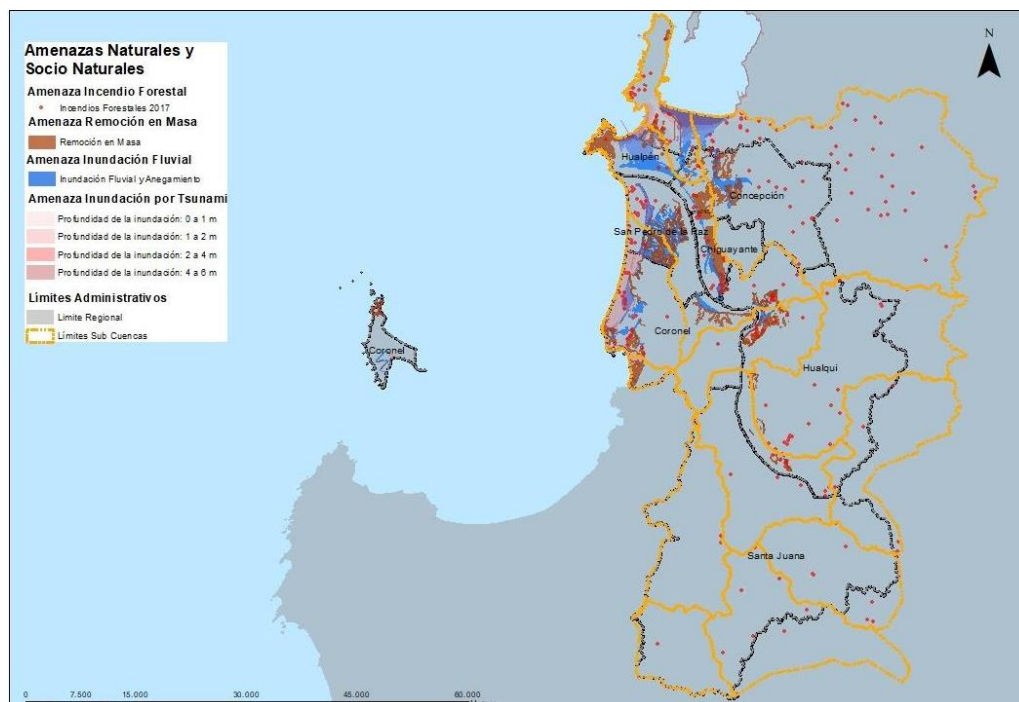 Amenazas Naturales y
Socio Naturales
Amenaza Incendio Forestal
Incendios Forestales 2017
Amenaza Remoción en Masa
Remoción en Masa
Amenaza Inundación Fluvial
Inundación Fluvial y Anegamiento
Amenaza Inundación por Tsunami
Profundidad de la inundación: 0 a 1 m
Profundidad de la inundación: 1 a 2 m
Profundidad de la inundación: 2 a 4 m
Profundidad de la inundación: 4 a 6 m
Límites Administrativos
Limite Regional
Límites Sub Cuencas
N
Hualpén
Concepción
San Pedro de la Paz
Chiguayante
Coronel
Coronel
Hualqui
Santa Juana
0 7.500 15.000 30.000 45.000 60.000